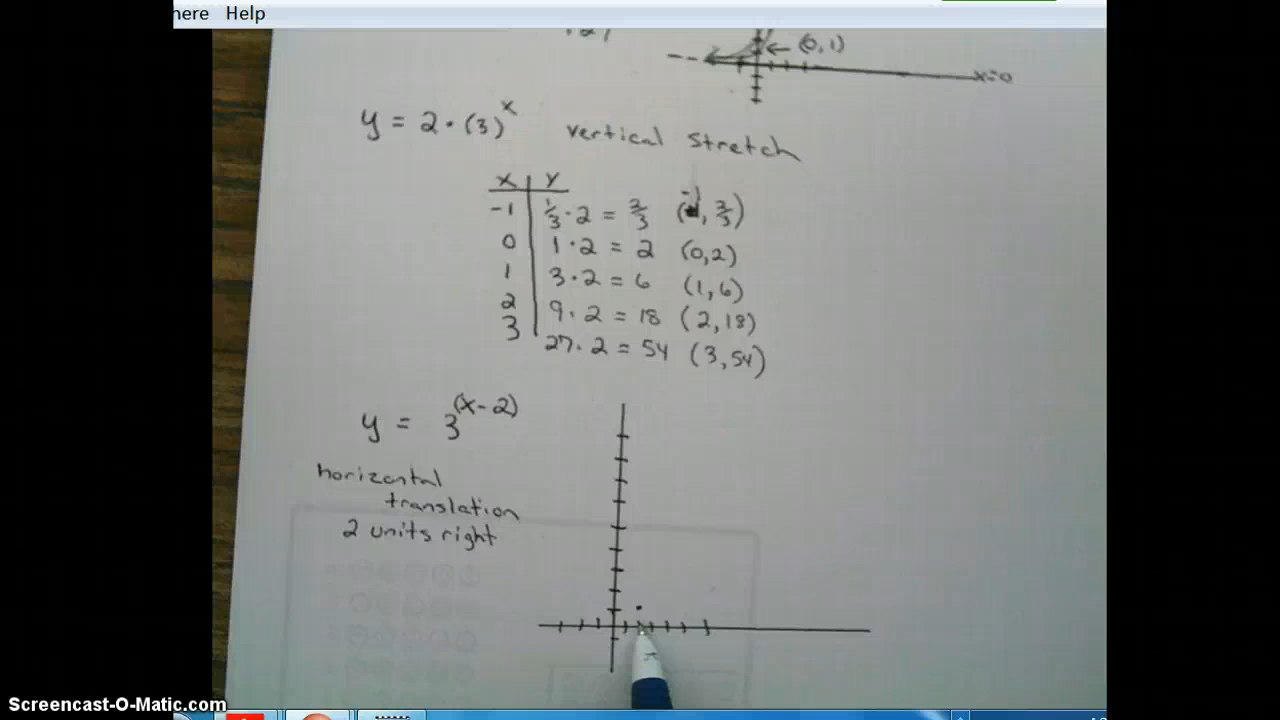 here Help
(0,1)
x=0
y = 2 • (3)^x vertical stretch
x y
-1 1/3 • 2 = 2/3 (-1, 2/3)
0 1 • 2 = 2 (0,2)
1 3 • 2 = 6 (1,6)
2 9 • 2 = 18 (2,18)
3 27 • 2 = 54 (3,54)
y = 3^(x-2)
horizontal
translation
2 units right
Screencast-O-Matic.com